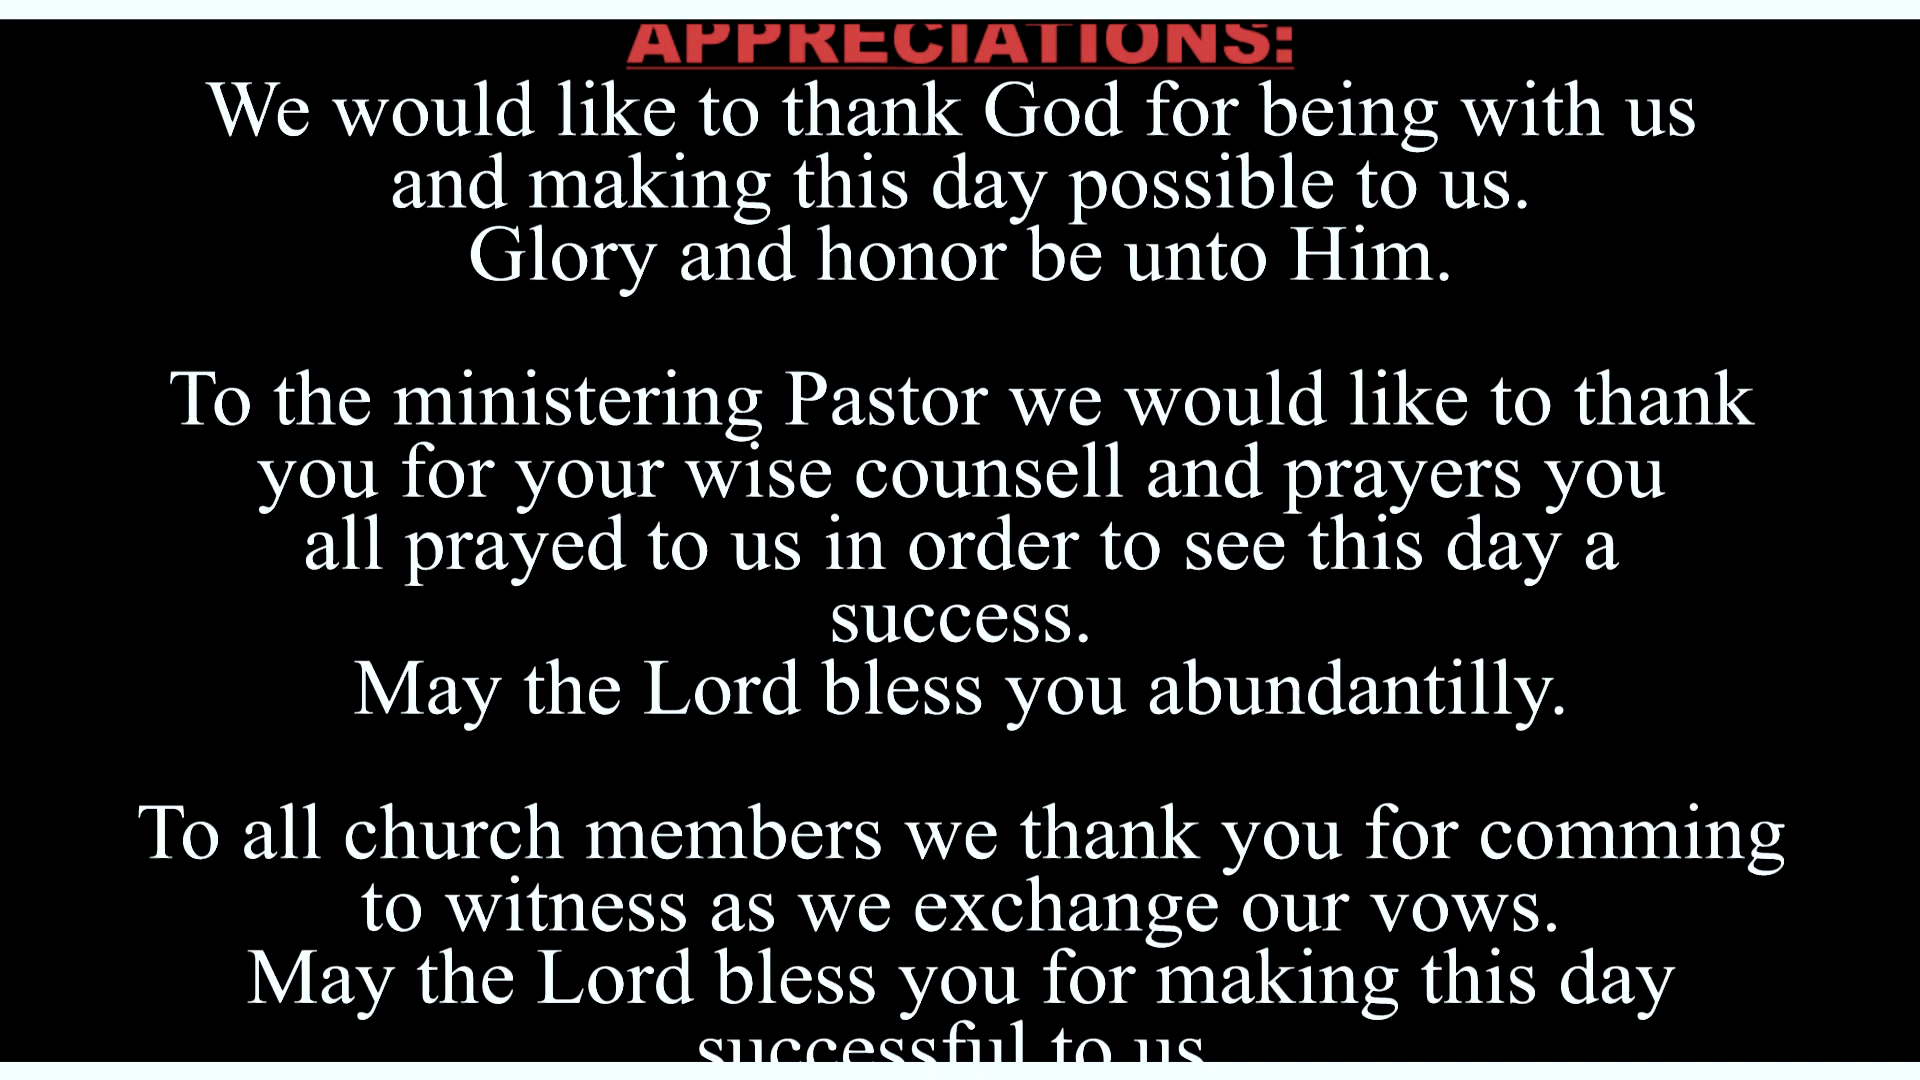 APPRECIATIONS:
We would like to thank God for being with us
and making this day possible to us.
Glory and honor be unto Him.
To the ministering Pastor we would like to thank
you for your wise counsell and prayers you
all prayed to us in order to see this day a
success.
May the Lord bless you abundantilly.
To all church members we thank you for comming
to witness as we exchange our vows.
May the Lord bless you for making this day
successful to us